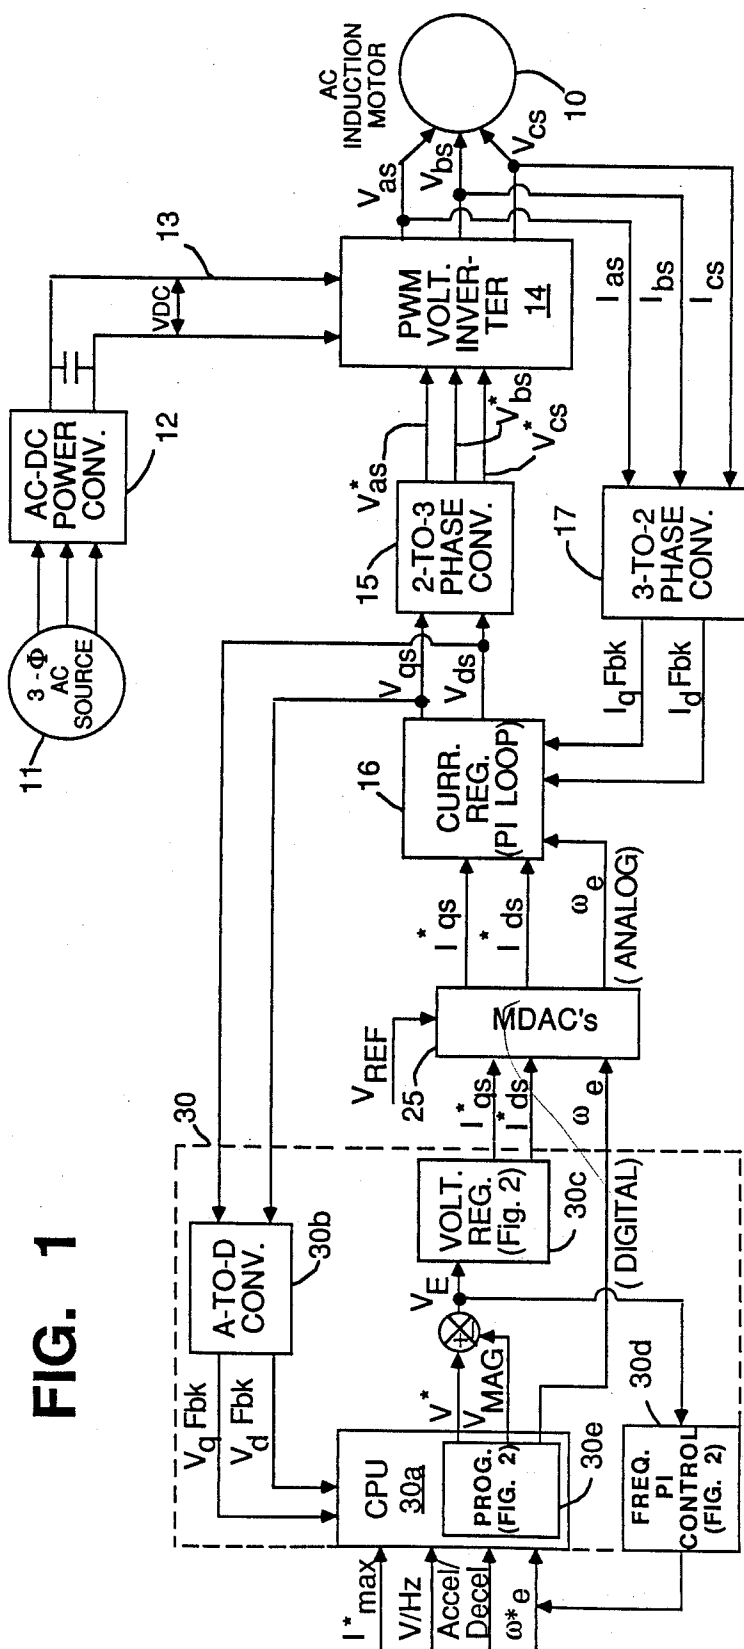 FIG. 1
3-Φ
AC
SOURCE
11
AC-DC
POWER
CONV.
12
VDC
13
AC
INDUCTION
MOTOR
10
PWM
VOLT.
INVER-
TER
14
Vas
Vbs
Vcs
V*as
V*bs
V*cs
2-TO-3
PHASE
CONV.
15
Ias
Ibs
Ics
3-TO-2
PHASE
CONV.
17
IqFbk
IdFbk
Vqs
Vds
CURR.
REG.
(PI LOOP)
16
I*qs
I*ds
ωe
(ANALOG)
MDAC's
25
VREF
I*qs
I*ds
ωe
(DIGITAL)
30
A-TO-D
CONV.
30b
VqFbk
VdFbk
VOLT.
REG.
(Fig. 2)
30c
VE
+
−
V*
VMAG
CPU
30a
PROG.
(FIG. 2)
30e
FREQ.
PI
CONTROL
(FIG. 2)
30d
I*max
V/Hz
Accel/
Decel
ω*e